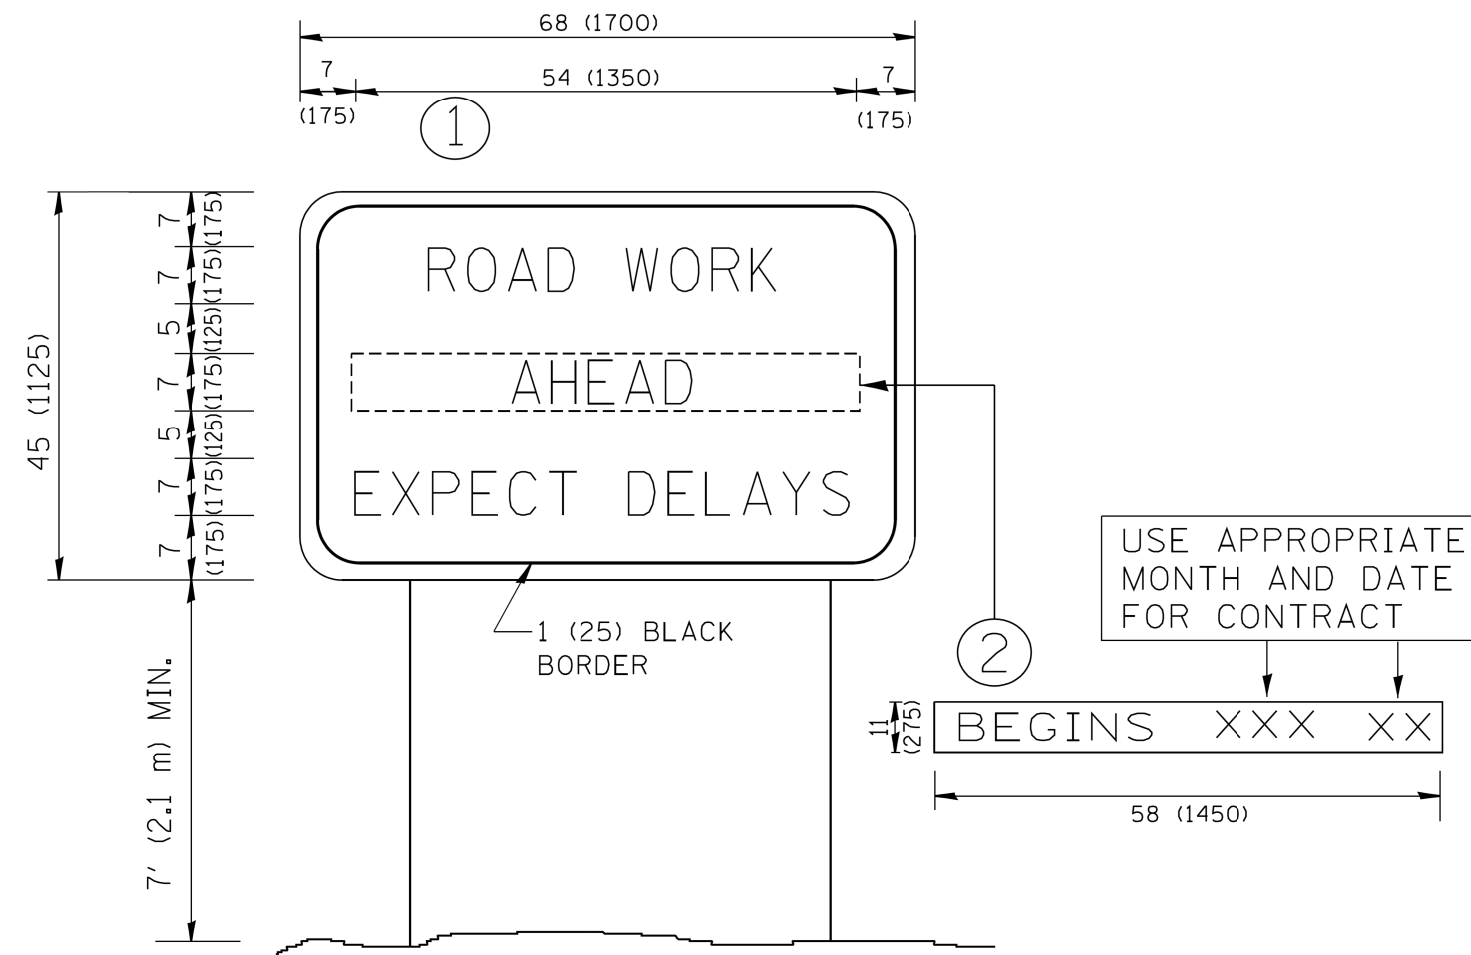 68 (1700)
7
54 (1350)
7
(175)
(175)
1
45 (1125)
7
(175)
7
(175)
5
(125)
7
(175)
5
(125)
7
(175)
7
(175)
ROAD WORK
AHEAD
EXPECT DELAYS
1 (25) BLACK
BORDER
7' (2.1 m) MIN.
2
USE APPROPRIATE
MONTH AND DATE
FOR CONTRACT
11
(275)
BEGINS XXX XX
58 (1450)